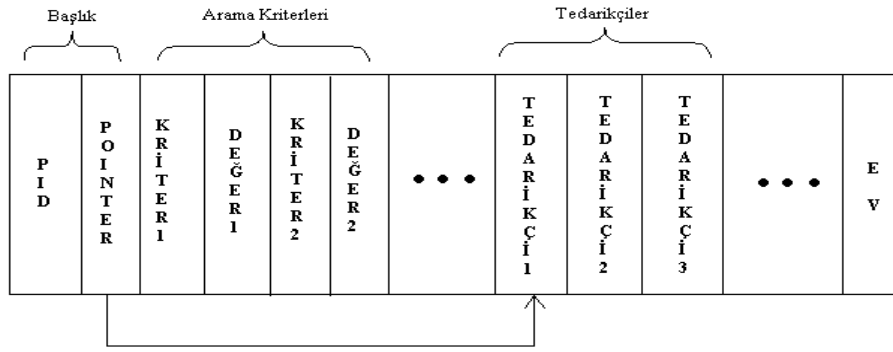 Başlık
Arama Kriterleri
Tedarikçiler
PID
POINTER
KRİTER1
DEĞER1
KRİTER2
DEĞER2
TEDARİKÇİ1
TEDARİKÇİ2
TEDARİKÇİ3
EV